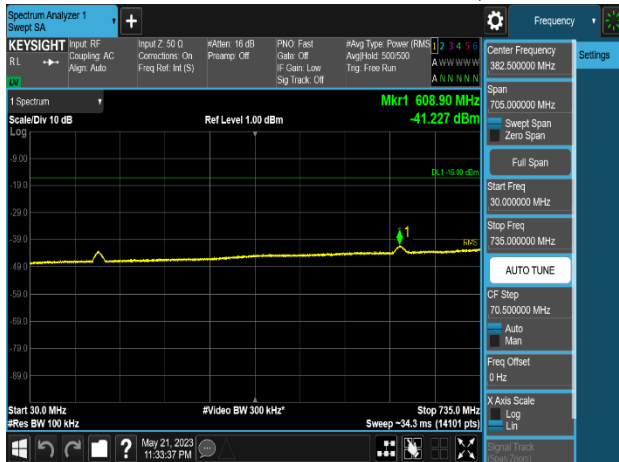 Spectrum Analyzer 1
Swept SA
Frequency
KEYSIGHT
RL
Input: RF
Coupling: AC
Align: Auto
Input Z: 50 Ω
Corrections: On
Freq Ref: Int (S)
#Atten: 16 dB
Preamp: Off
PNO: Fast
Gate: Off
IF Gain: Low
Sig Track: Off
#Avg Type: Power (RMS
Avg|Hold: 500/500
Trig: Free Run
1 2 3 4 5 6
A W W W W W
A N N N N N
1 Spectrum
Scale/Div 10 dB
Ref Level 1.00 dBm
Mkr1 608.90 MHz
-41.227 dBm
Log
-9.00
-19.0
-29.0
-39.0
-49.0
-59.0
-69.0
-79.0
-89.0
DL1 -16.00 dBm
1
RMS
Start 30.0 MHz
#Res BW 100 kHz
#Video BW 300 kHz*
Stop 735.0 MHz
Sweep ~34.3 ms (14101 pts)
May 21, 2023
11:33:37 PM
Center Frequency
382.500000 MHz
Settings
Span
705.000000 MHz
Swept Span
Zero Span
Full Span
Start Freq
30.000000 MHz
Stop Freq
735.000000 MHz
AUTO TUNE
CF Step
70.500000 MHz
Auto
Man
Freq Offset
0 Hz
X Axis Scale
Log
Lin
Signal Track
(Span Zoom)